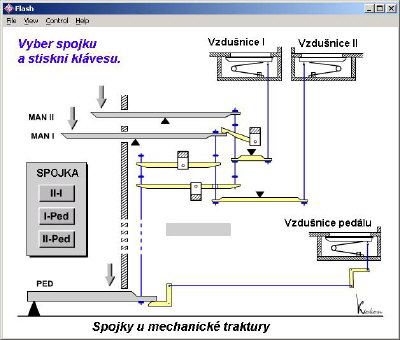 Flash
File View Control Help
Vyber spojku
a stiskni klávesu.
Vzdušnice I
Vzdušnice II
MAN II
MAN I
SPOJKA
II-I
I-Ped
II-Ped
Vzdušnice pedálu
PED
Spojky u mechanické traktury